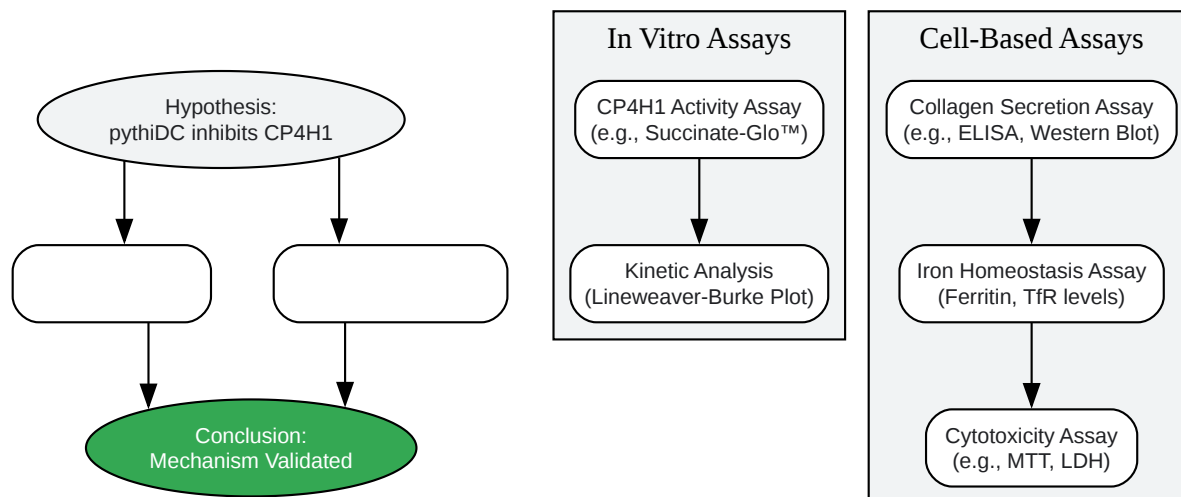 Hypothesis:
pythiDC inhibits CP4H1
Conclusion:
Mechanism Validated
In Vitro Assays
CP4H1 Activity Assay
(e.g., Succinate-Glo™)
Kinetic Analysis
(Lineweaver-Burke Plot)
Cell-Based Assays
Collagen Secretion Assay
(e.g., ELISA, Western Blot)
Iron Homeostasis Assay
(Ferritin, TfR levels)
Cytotoxicity Assay
(e.g., MTT, LDH)